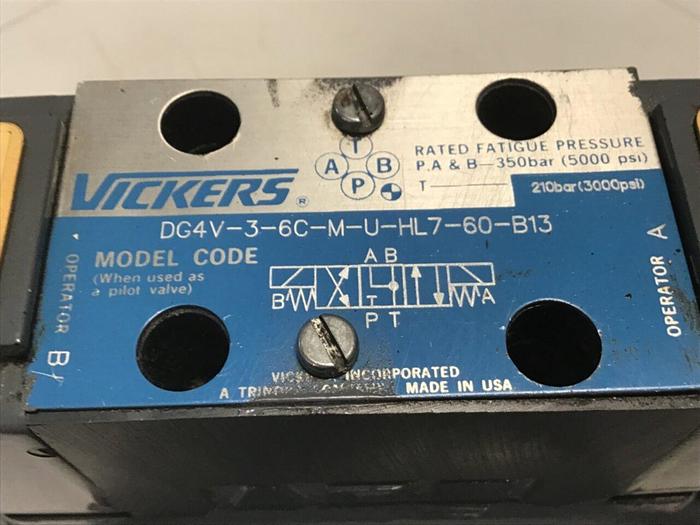 VICKERS®
T
A B
P
RATED FATIGUE PRESSURE
P.A & B—350bar (5000 psi)
T— 210bar (3000psi)
DG4V-3-6C-M-U-HL7-60-B13
MODEL CODE
(When used as
a pilot valve)
OPERATOR B
A B
B T A
P T
OPERATOR A
INCORPORATED
A MADE IN USA